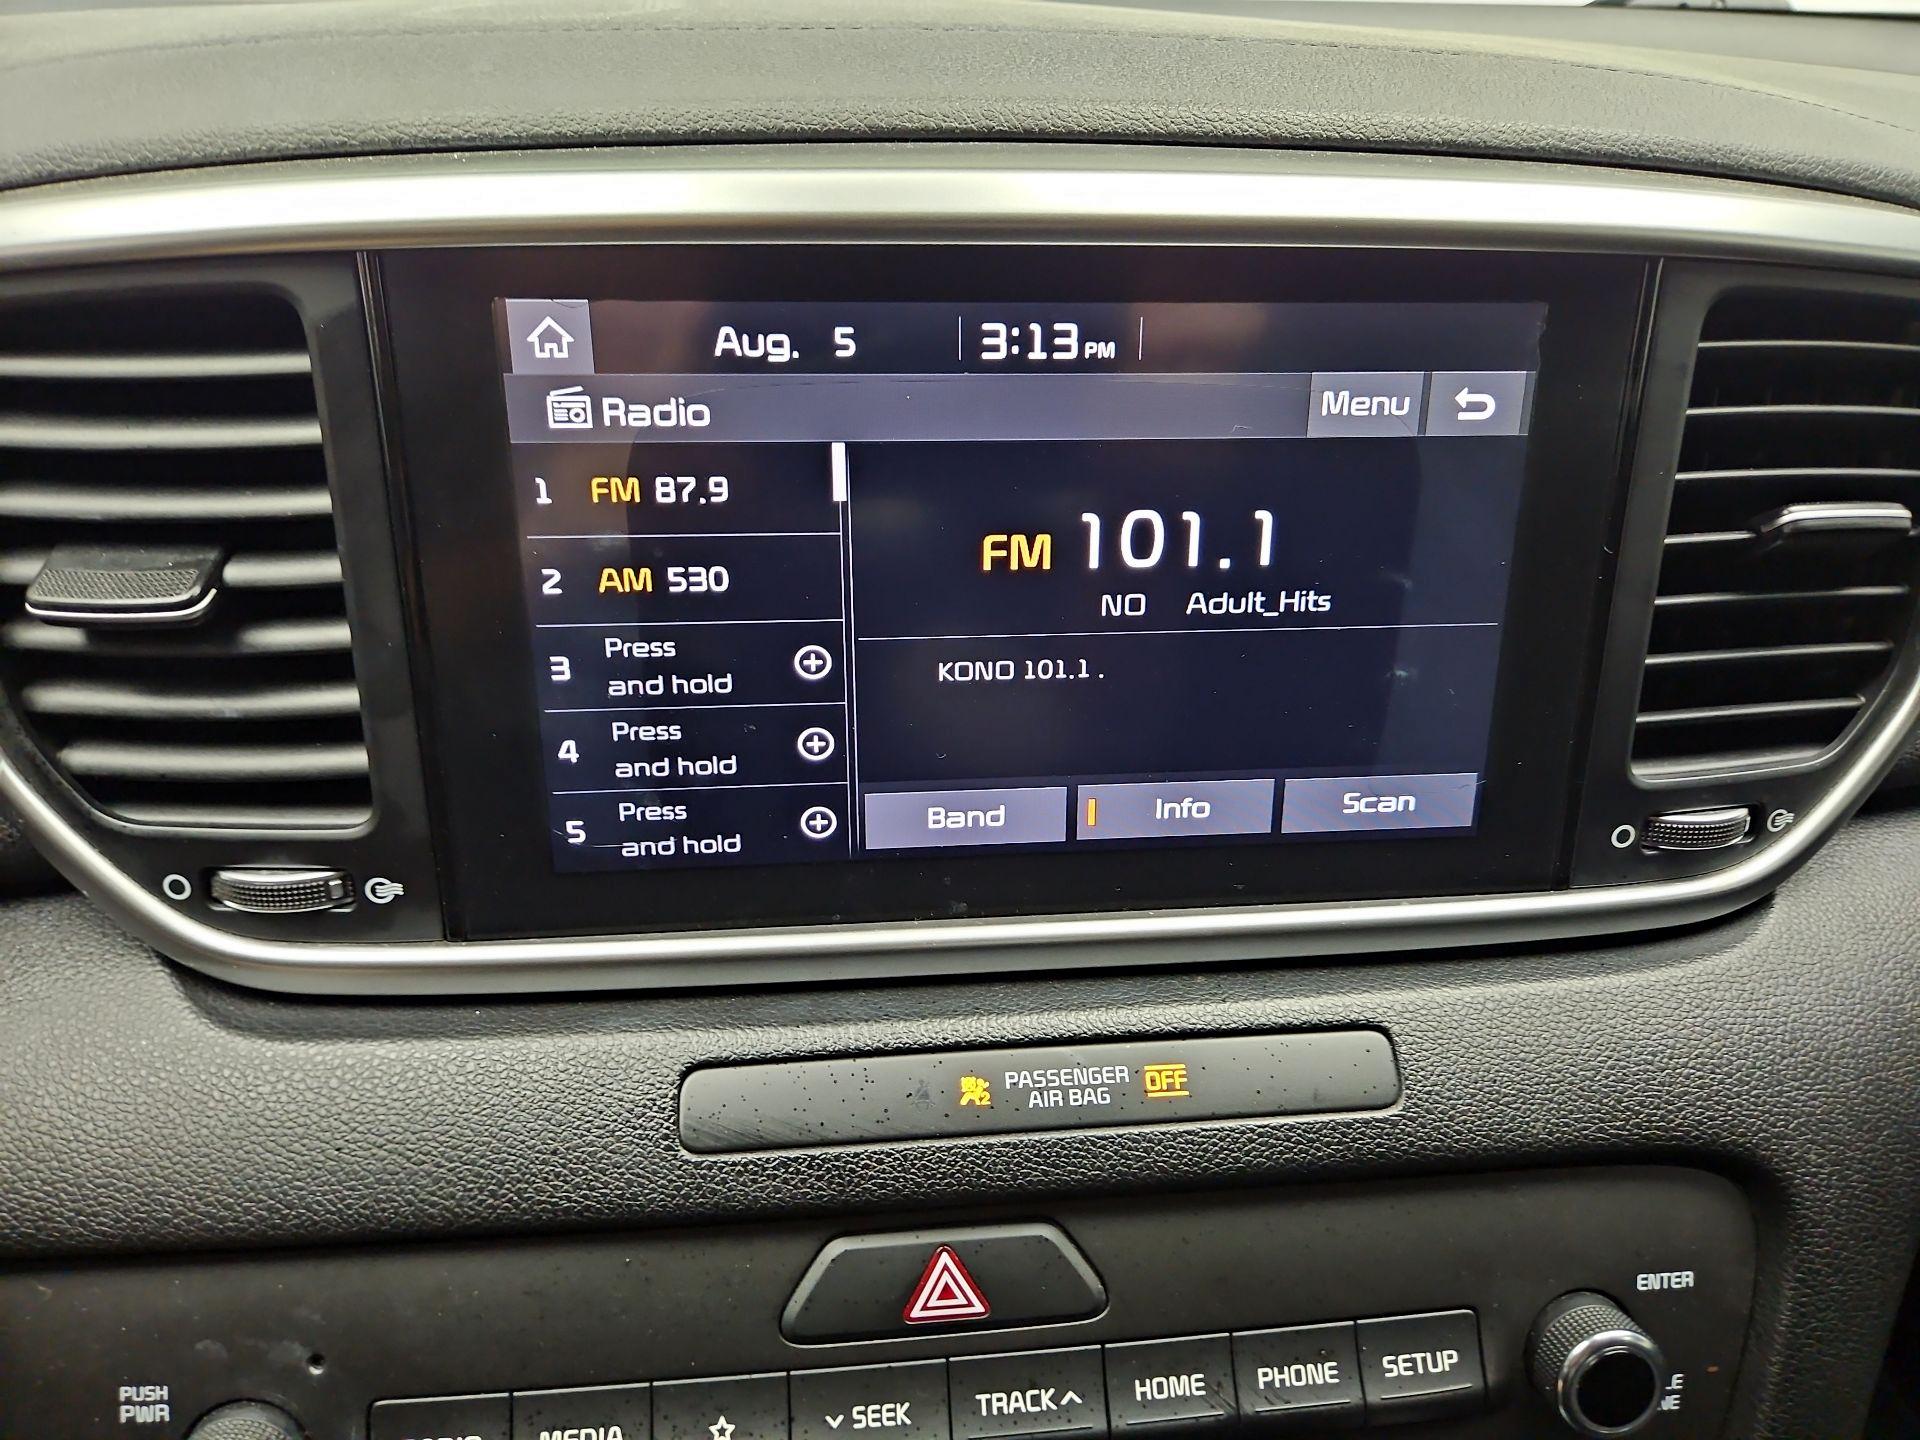 Aug. 5 3:13 PM
Radio
Menu
1 FM 87.9
2 AM 530
3 Press and hold
4 Press and hold
5 Press and hold
FM 101.1
NO Adult_Hits
KONO 101.1 .
Band
Info
Scan
2 PASSENGER
AIR BAG
OFF
ENTER
PUSH
PWR
MEDIA
SEEK
TRACK
HOME
PHONE
SETUP